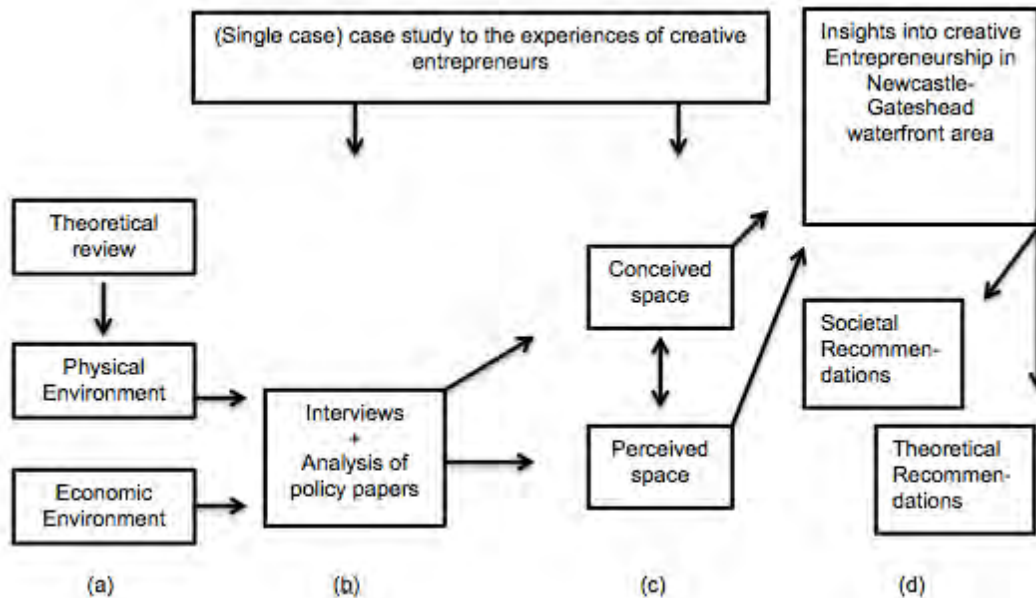 (Single case) case study to the experiences of creative
entrepreneurs
Insights into creative
Entrepreneurship in
Newcastle-
Gateshead
waterfront area
Theoretical
review
Physical
Environment
Economic
Environment
Interviews
+
Analysis of
policy papers
Conceived
space
Perceived
space
Societal
Recommen-
dations
Theoretical
Recommen-
dations
(a)
(b)
(c)
(d)